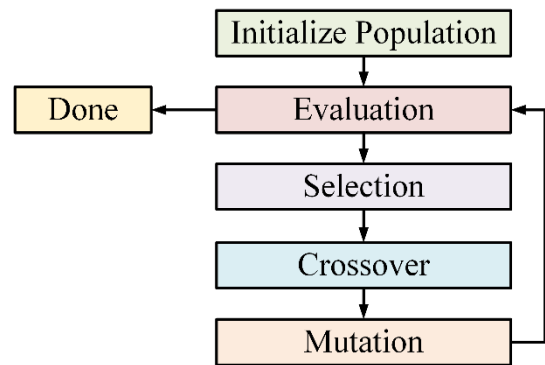 Initialize Population
Done
Evaluation
Selection
Crossover
Mutation